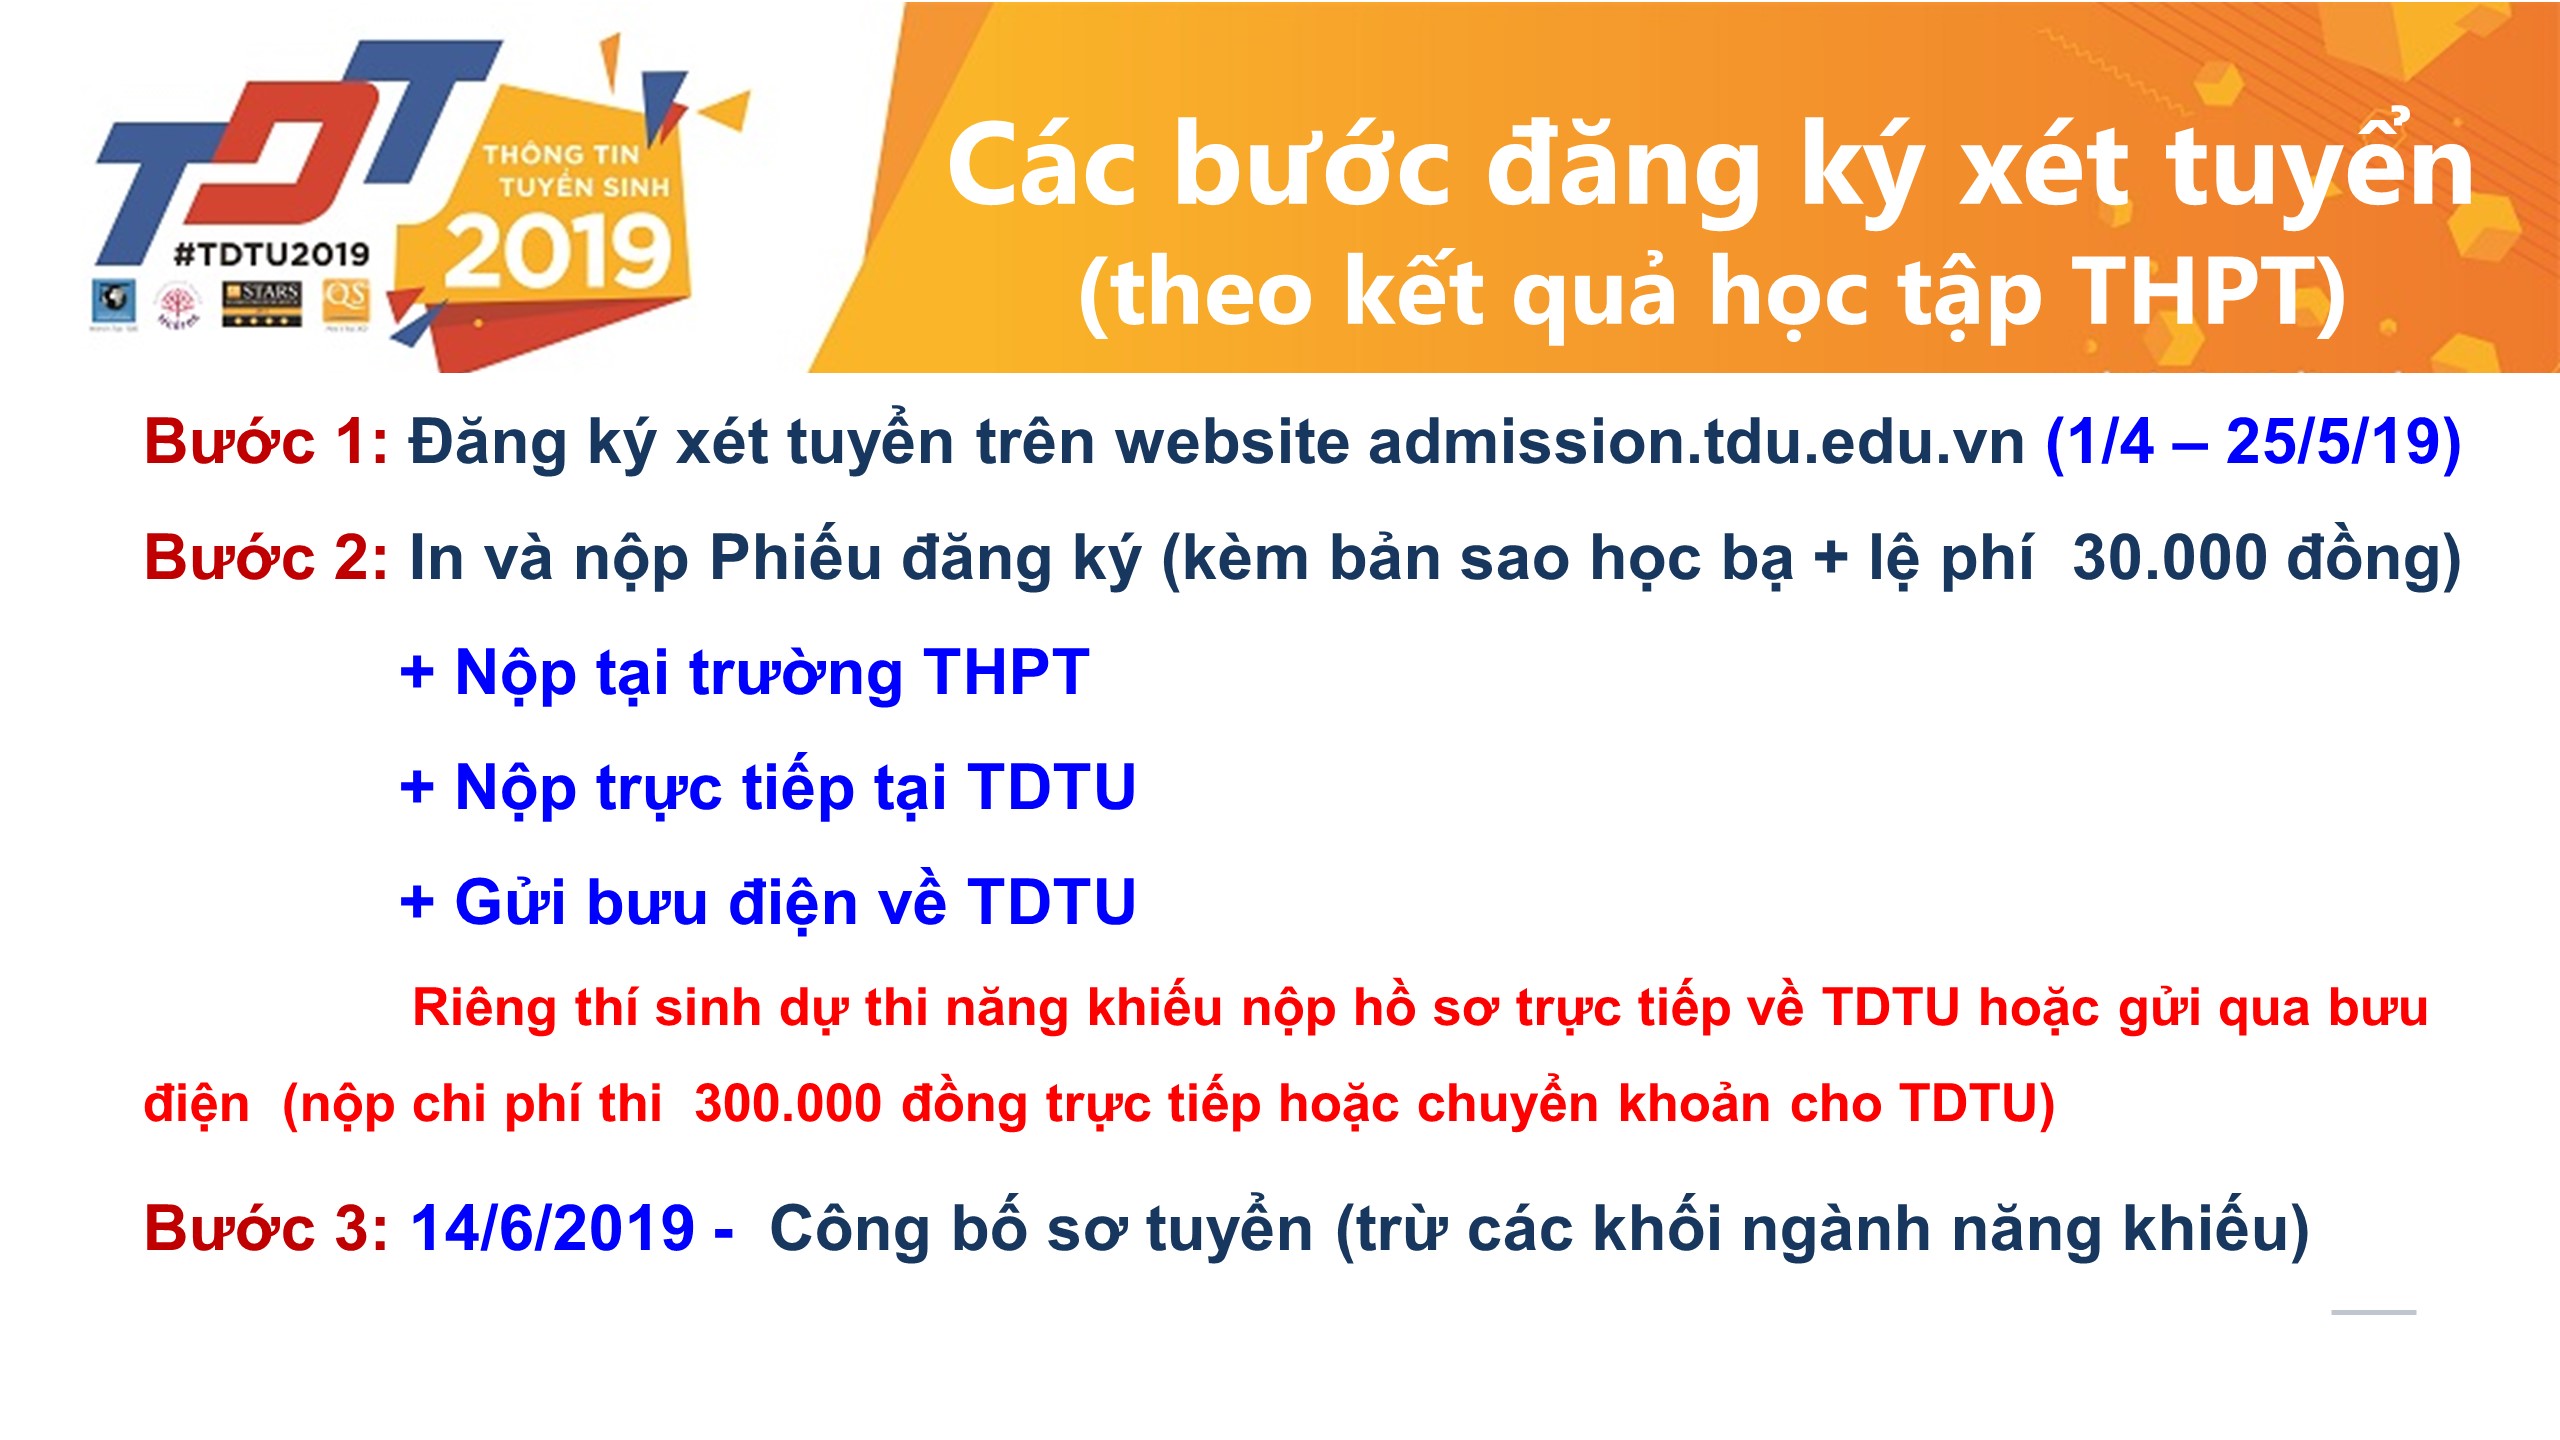 TDT
THÔNG TIN
TUYỂN SINH
2019
#TDTU2019
STARS
QS
Các bước đăng ký xét tuyển
(theo kết quả học tập THPT)
Bước 1: Đăng ký xét tuyển trên website admission.tdu.edu.vn (1/4 – 25/5/19)
Bước 2: In và nộp Phiếu đăng ký (kèm bản sao học bạ + lệ phí 30.000 đồng)
+ Nộp tại trường THPT
+ Nộp trực tiếp tại TDTU
+ Gửi bưu điện về TDTU
Riêng thí sinh dự thi năng khiếu nộp hồ sơ trực tiếp về TDTU hoặc gửi qua bưu
điện (nộp chi phí thi 300.000 đồng trực tiếp hoặc chuyển khoản cho TDTU)
Bước 3: 14/6/2019 - Công bố sơ tuyển (trừ các khối ngành năng khiếu)